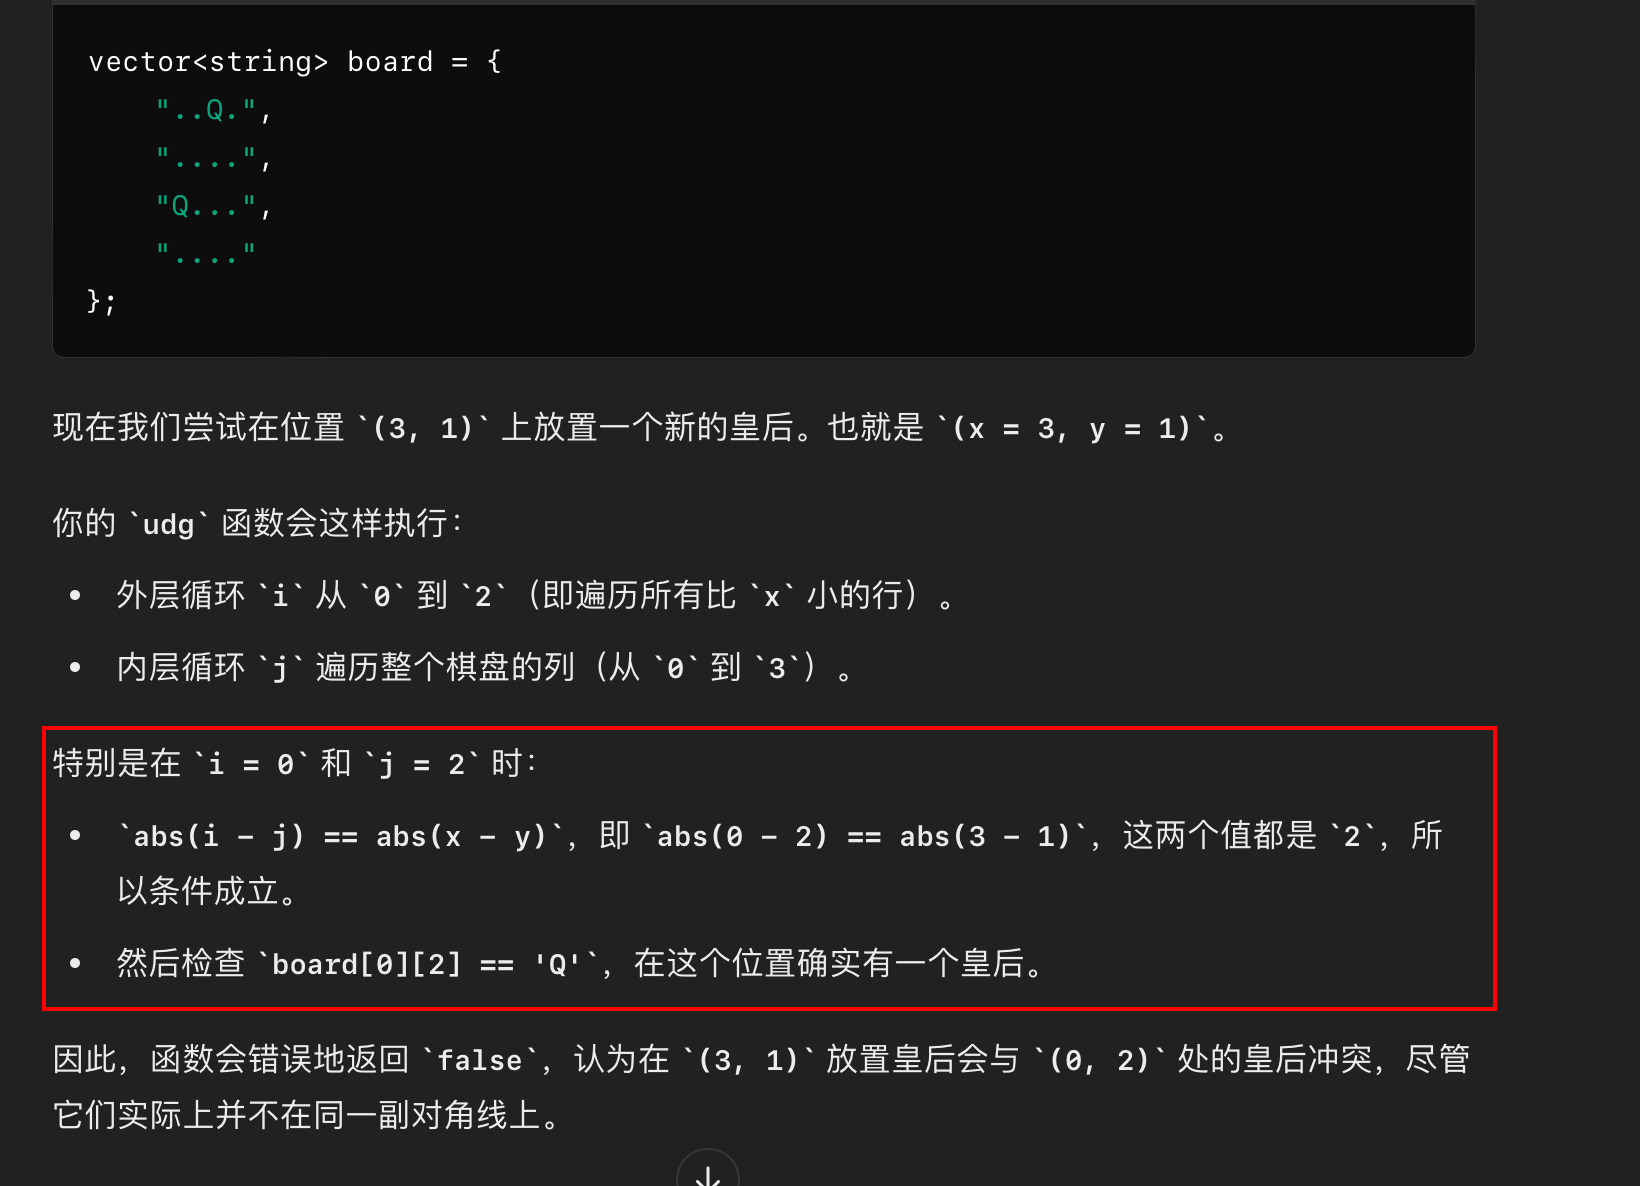 vector<string> board = {
    "..Q.",
    "....",
    "Q...",
    "...."
};
现在我们尝试在位置 `(3, 1)` 上放置一个新的皇后。也就是 `(x = 3, y = 1)`。
你的 `udg` 函数会这样执行：
• 外层循环 `i` 从 `0` 到 `2`（即遍历所有比 `x` 小的行）。
• 内层循环 `j` 遍历整个棋盘的列（从 `0` 到 `3`）。
特别是在 `i = 0` 和 `j = 2` 时：
• `abs(i - j) == abs(x - y)`，即 `abs(0 - 2) == abs(3 - 1)`，这两个值都是 `2`，所
以条件成立。
• 然后检查 `board[0][2] == 'Q'`，在这个位置确实有一个皇后。
因此，函数会错误地返回 `false`，认为在 `(3, 1)` 放置皇后会与 `(0, 2)` 处的皇后冲突，尽管
它们实际上并不在同一副对角线上。